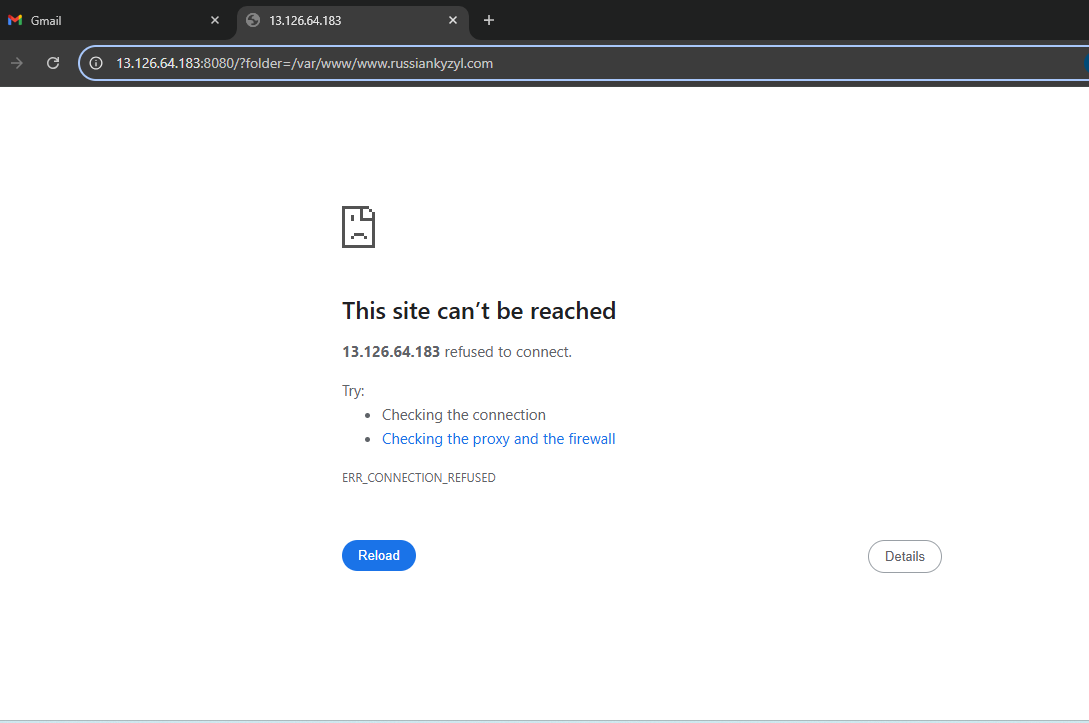 Gmail
13.126.64.183
13.126.64.183:8080/?folder=/var/www/www.russiankyzyl.com
This site can’t be reached
13.126.64.183 refused to connect.
Try:
Checking the connection
Checking the proxy and the firewall
ERR_CONNECTION_REFUSED
Reload
Details